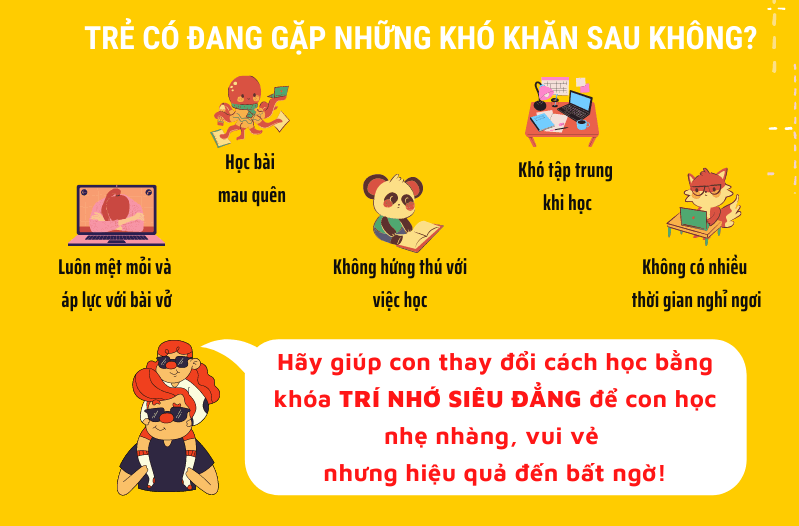 TRẺ CÓ ĐANG GẶP NHỮNG KHÓ KHĂN SAU KHÔNG?
Học bài
mau quên
Khó tập trung
khi học
Luôn mệt mỏi và
áp lực với bài vở
Không hứng thú với
việc học
Không có nhiều
thời gian nghỉ ngơi
Hãy giúp con thay đổi cách học bằng
khóa TRÍ NHỚ SIÊU ĐẲNG để con học
nhẹ nhàng, vui vẻ
nhưng hiệu quả đến bất ngờ!